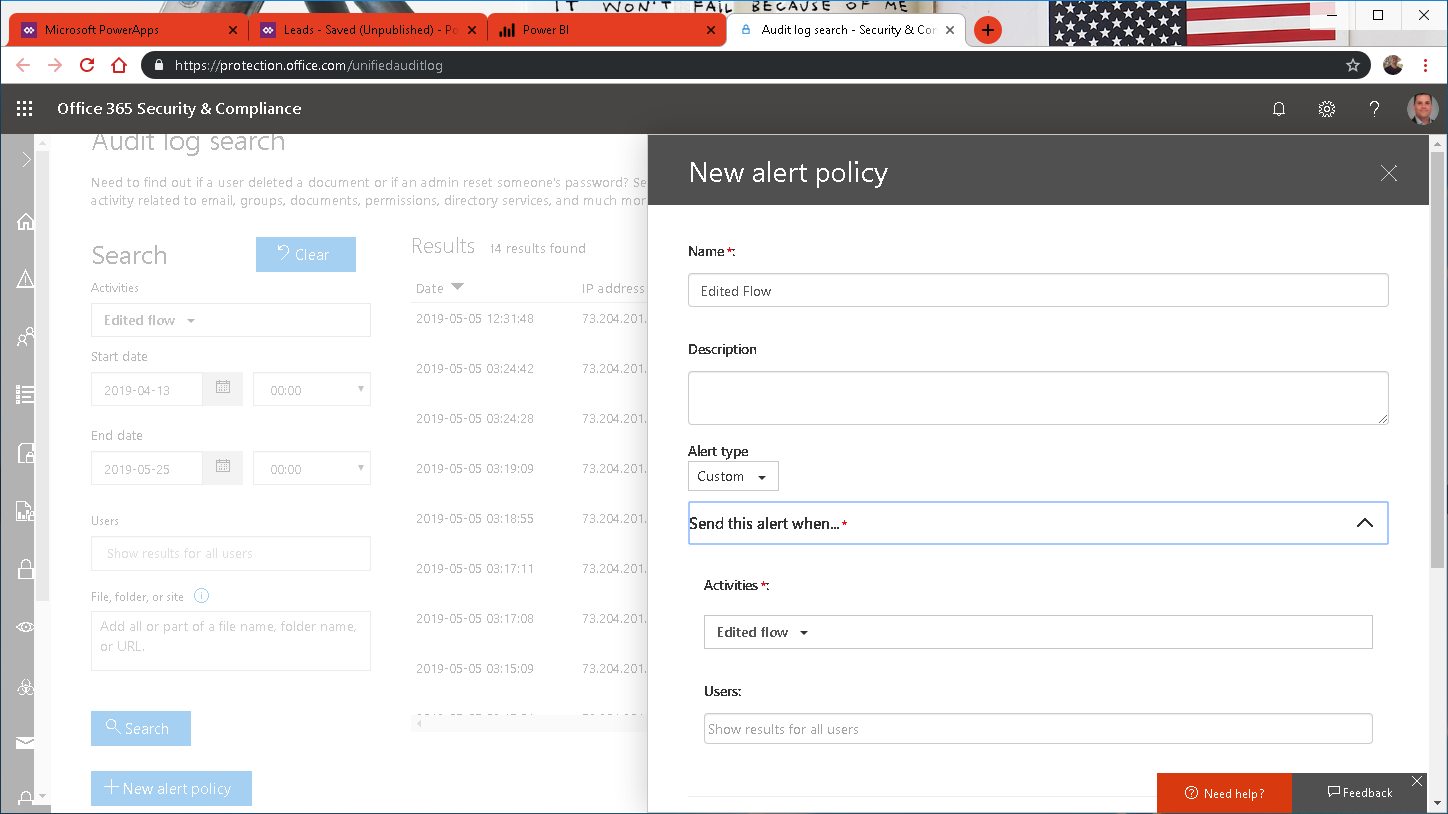 IT WON'T FAIL BECAUSE OF ME
Microsoft PowerApps
Leads - Saved (Unpublished) - Po
Power BI
Audit log search - Security & Cor
https://protection.office.com/unifiedauditlog
Office 365 Security & Compliance
Audit log search
Need to find out if a user deleted a document or if an admin reset someone's password? Se
activity related to email, groups, documents, permissions, directory services, and much mor
Search
Clear
Activities
Edited flow
Start date
2019-04-13
00:00
End date
2019-05-25
00:00
Users
Show results for all users
File, folder, or site
Add all or part of a file name, folder name,
or URL.
Search
New alert policy
Results
14 results found
Date
IP address
2019-05-05 12:31:48
73.204.201.
2019-05-05 03:24:42
73.204.201.
2019-05-05 03:24:28
73.204.201.
2019-05-05 03:19:09
73.204.201.
2019-05-05 03:18:55
73.204.201.
2019-05-05 03:17:11
73.204.201.
2019-05-05 03:17:08
73.204.201.
2019-05-05 03:15:09
73.204.201.
New alert policy
Name*:
Edited Flow
Description
Alert type
Custom
Send this alert when...*
Activities*:
Edited flow
Users:
Show results for all users
Need help?
Feedback